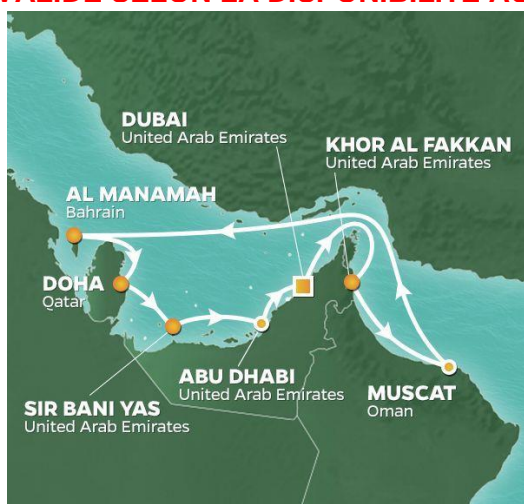 DUBAI
United Arab Emirates
KHOR AL FAKKAN
United Arab Emirates
AL MANAMAH
Bahrain
DOHA
Qatar
ABU DHABI
United Arab Emirates
MUSCAT
Oman
SIR BANI YAS
United Arab Emirates